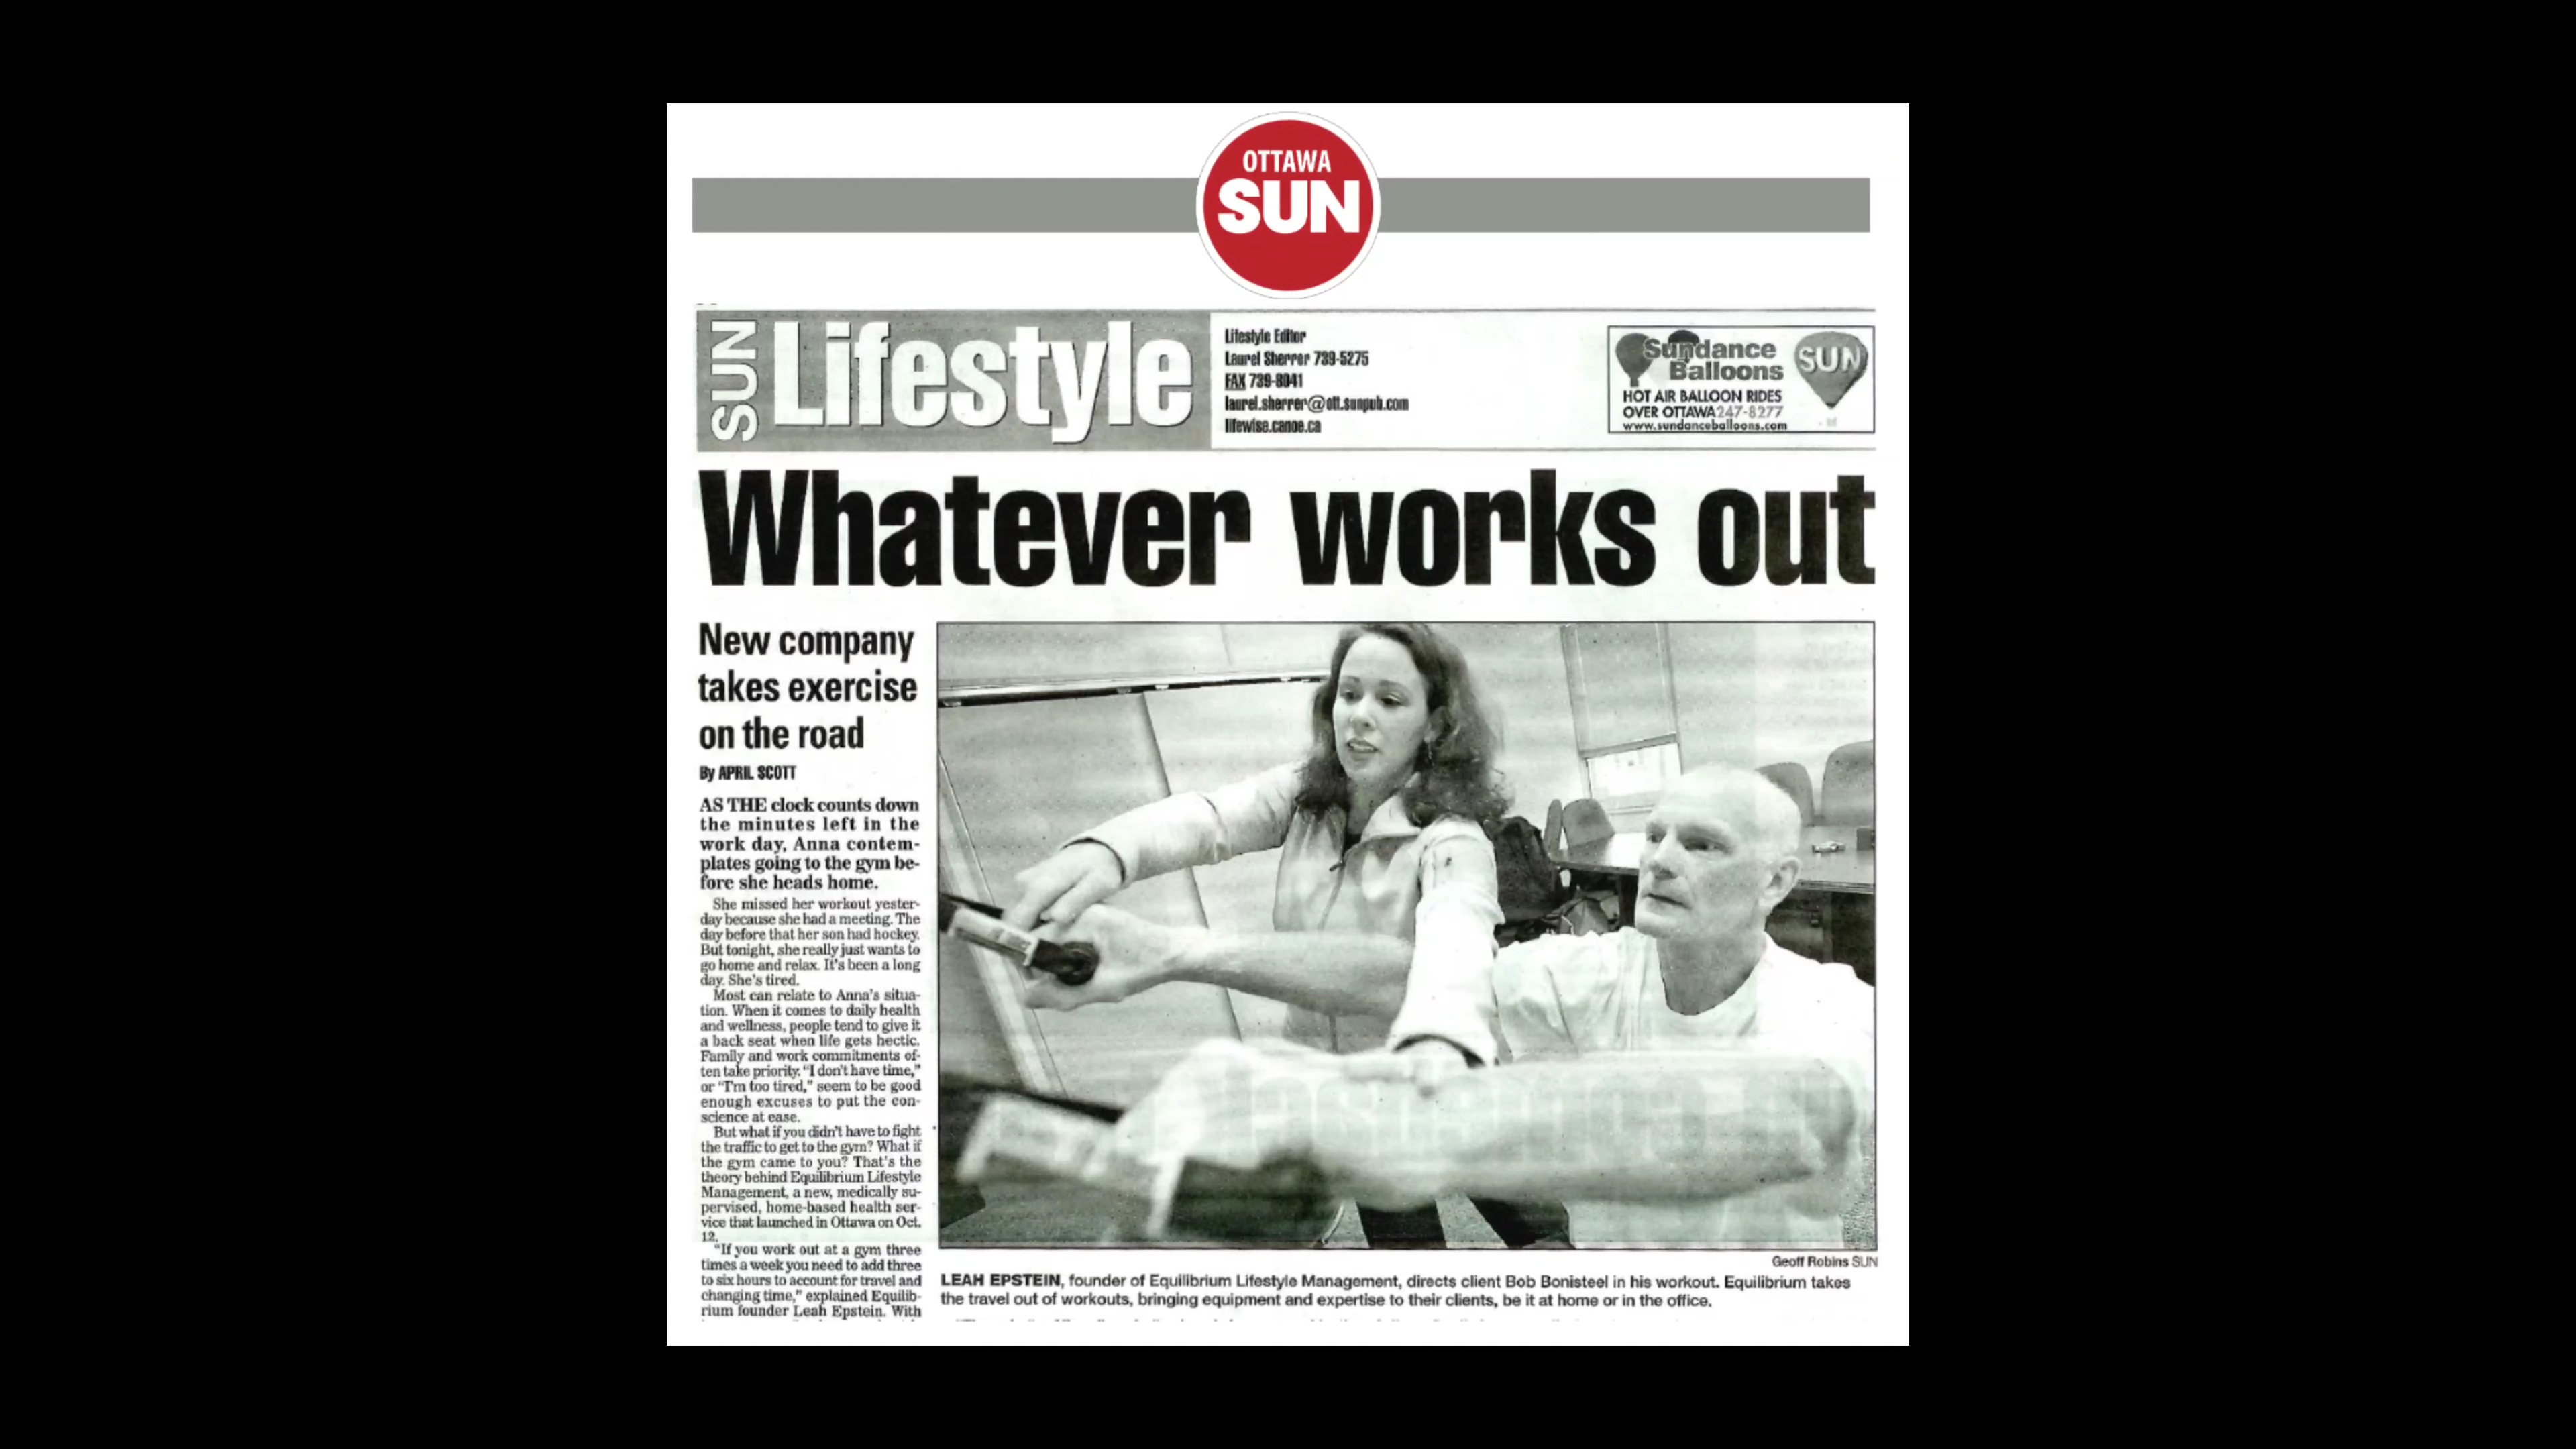 OTTAWA
SUN
SUN
Lifestyle
Lifestyle Editor
Laurel Sherrer 739-5275
FAX 739-8041
laurel.sherrer@ott.sunpub.com
lifewise.canoe.ca
Sundance
Balloons
SUN
HOT AIR BALLOON RIDES
OVER OTTAWA 247-8277
www.sundanceballoons.com
Whatever works out
New company
takes exercise
on the road
By APRIL SCOTT
AS THE clock counts down
the minutes left in the
work day, Anna contem-
plates going to the gym be-
fore she heads home.
She missed her workout yester-
day because she had a meeting. The
day before that her son had hockey.
But tonight, she really just wants to
go home and relax. It's been a long
day. She's tired.
Most can relate to Anna's situa-
tion. When it comes to daily health
and wellness, people tend to give it
a back seat when life gets hectic.
Family and work commitments of-
ten take priority. "I don't have time,"
or "I'm too tired," seem to be good
enough excuses to put the con-
science at ease.
But what if you didn't have to fight
the traffic to get to the gym? What if
the gym came to you? That's the
theory behind Equilibrium Lifestyle
Management, a new, medically su-
pervised, home-based health ser-
vice that launched in Ottawa on Oct.
12.
"If you work out at a gym three
times a week you need to add three
to six hours to account for travel and
changing time," explained Equilib-
rium founder Leah Epstein. With
Geoff Robins SUN
LEAH EPSTEIN, founder of Equilibrium Lifestyle Management, directs client Bob Bonisteel in his workout. Equilibrium takes
the travel out of workouts, bringing equipment and expertise to their clients, be it at home or in the office.